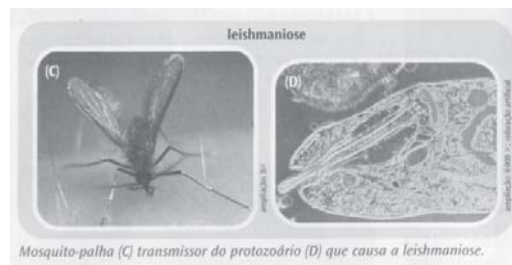 leishmaniose
(C)
(D)
Mosquito-palha (C) transmissor do protozoário (D) que causa a leishmaniose.